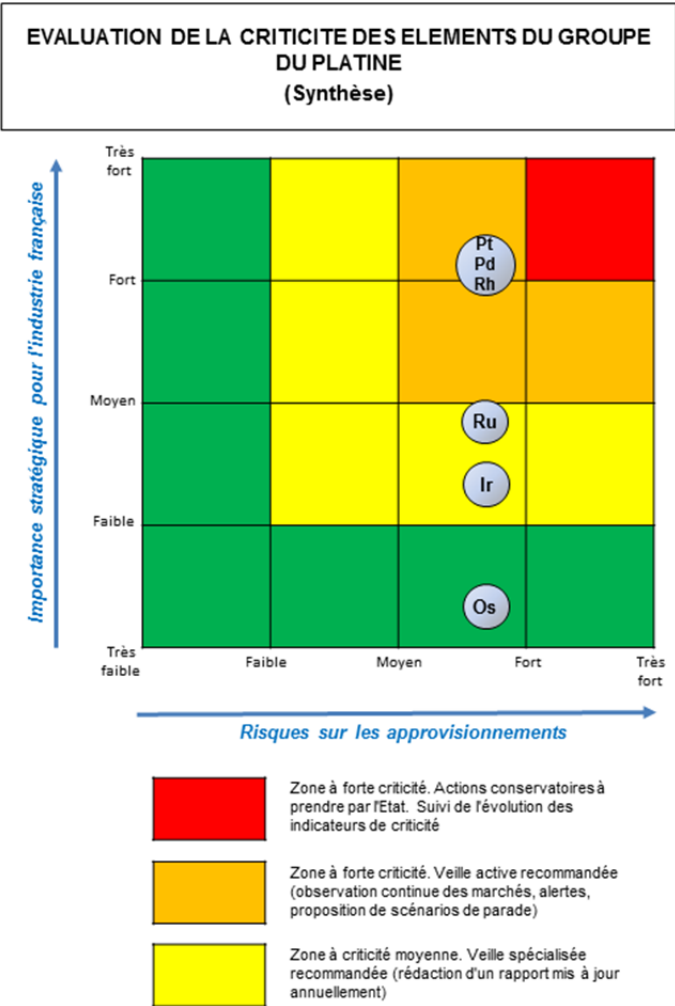 EVALUATION DE LA CRITICITE DES ELEMENTS DU GROUPE
DU PLATINE
(Synthèse)
Importance stratégique pour l'industrie française
Très
fort
Fort
Moyen
Faible
Très
faible
Pt
Pd
Rh
Ru
Ir
Os
Faible
Moyen
Fort
Très
fort
Risques sur les approvisionnements
Zone à forte criticité. Actions conservatoires à
prendre par l'Etat. Suivi de l'évolution des
indicateurs de criticité
Zone à forte criticité. Veille active recommandée
(observation continue des marchés, alertes,
proposition de scénarios de parade)
Zone à criticité moyenne. Veille spécialisée
recommandée (rédaction d'un rapport mis à jour
annuellement)